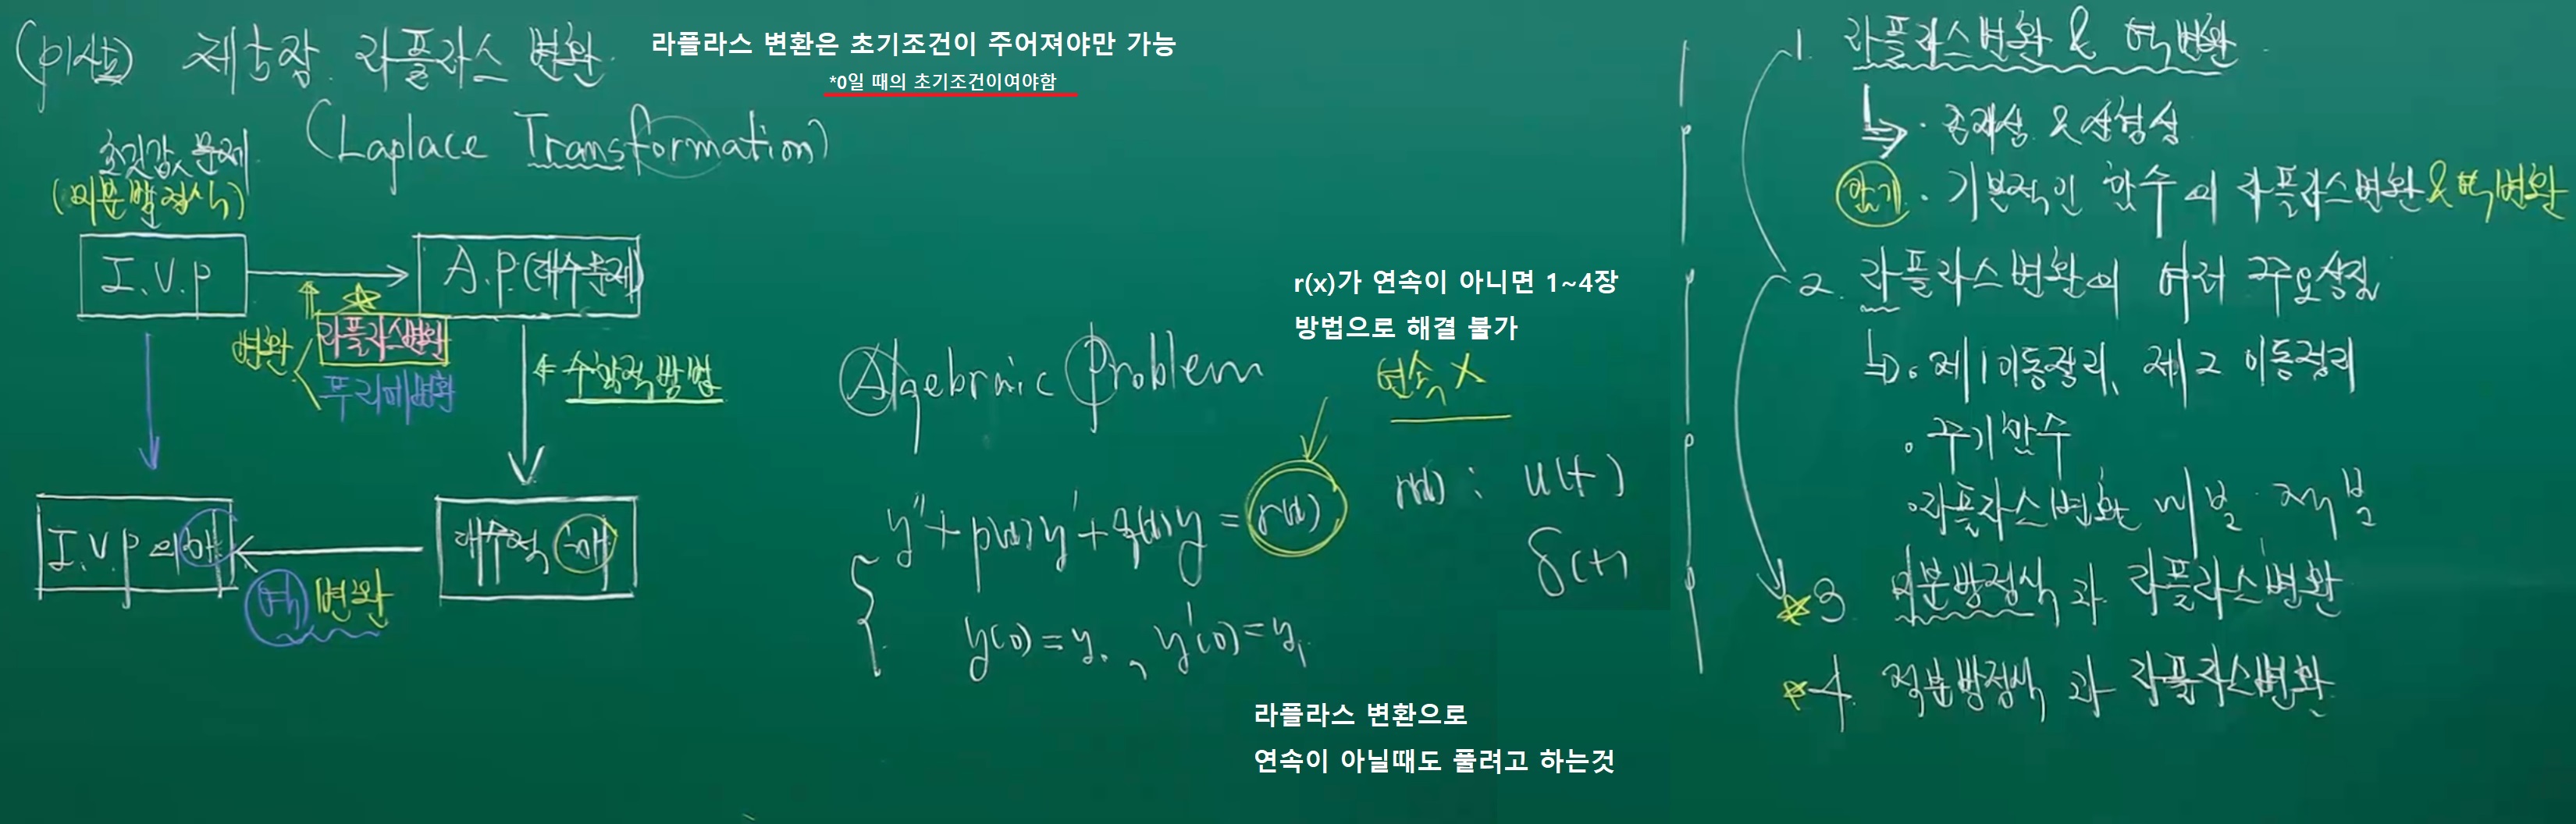 (p158) 제5장. 라플라스 변환.
라플라스 변환은 초기조건이 주어져야만 가능
*0일 때의 초기조건이여야함
(Laplace Transformation)
초깃값 문제
(미분방정식)
I.V.P
A.P.(대수문제)
변환
라플라스변환
푸리에변환
수학적 방법
I.V.P의 해
대수적 해
역 변환
Algebraic Problem
r(x)가 연속이 아니면 1~4장
방법으로 해결 불가
연속 X
y″+p(x)y′+q(x)y = r(x)
y(0)=y₀, y′(0)=y₁
r(x) : u(t)
δ(t)
라플라스 변환으로
연속이 아닐때도 풀려고 하는것
1. 라플라스변환 & 역변환
· 존재성 & 선형성
암기 · 기본적인 함수의 라플라스변환 & 역변환
2. 라플라스변환의 여러 주요성질
· 제1이동정리, 제2 이동정리
· 주기함수
· 라플라스변환 미분·적분
3. 미분방정식과 라플라스변환
4. 적분방정식과 라플라스변환